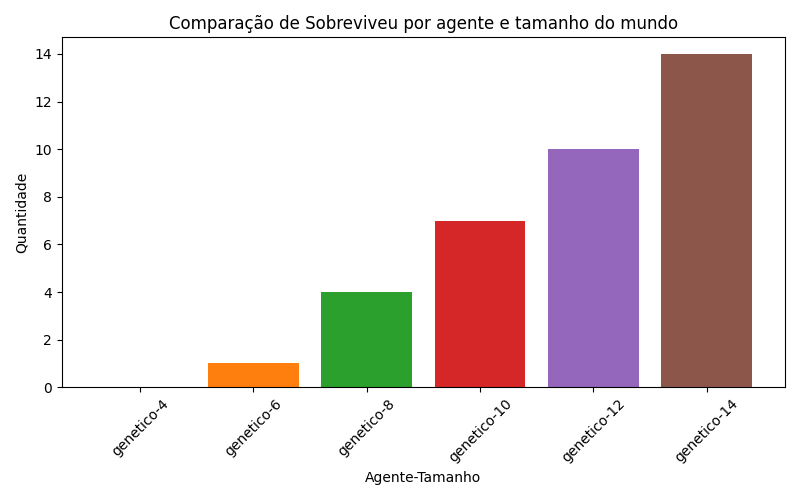 Comparação de Sobreviveu por agente e tamanho do mundo
Quantidade
14
12
10
8
6
4
2
0
genetico-4
genetico-6
genetico-8
genetico-10
genetico-12
genetico-14
Agente-Tamanho